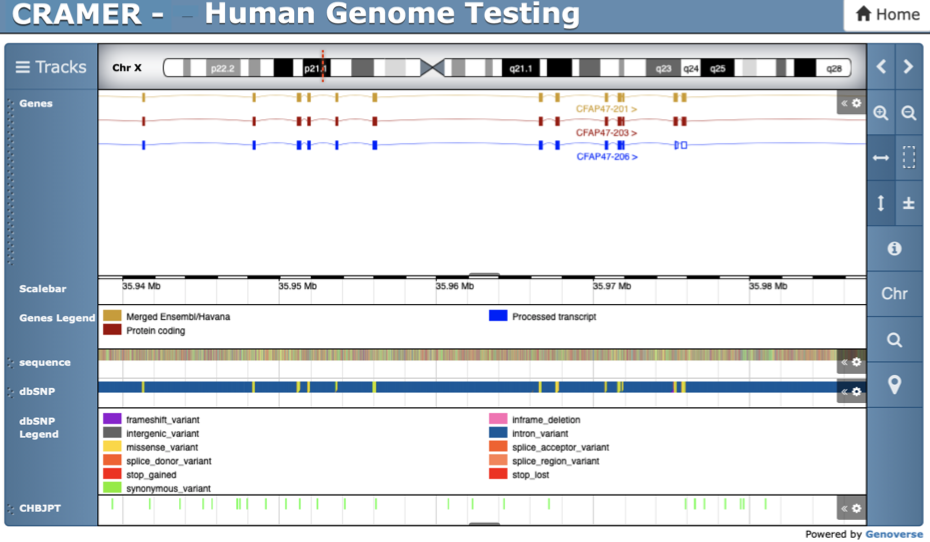 CRAMER - – Human Genome Testing
Home
Tracks
Chr X
p22.2
p21.1
q21.1
q23
q24
q25
q28
Genes
CFAP47-201 >
CFAP47-203 >
CFAP47-206 >
Scalebar
35.94 Mb
35.95 Mb
35.96 Mb
35.97 Mb
35.98 Mb
Chr
Genes Legend
Merged Ensembl/Havana
Processed transcript
Protein coding
sequence
dbSNP
dbSNP
Legend
frameshift_variant
inframe_deletion
intergenic_variant
intron_variant
missense_variant
splice_acceptor_variant
splice_donor_variant
splice_region_variant
stop_gained
stop_lost
synonymous_variant
CHBJPT
Powered by Genoverse